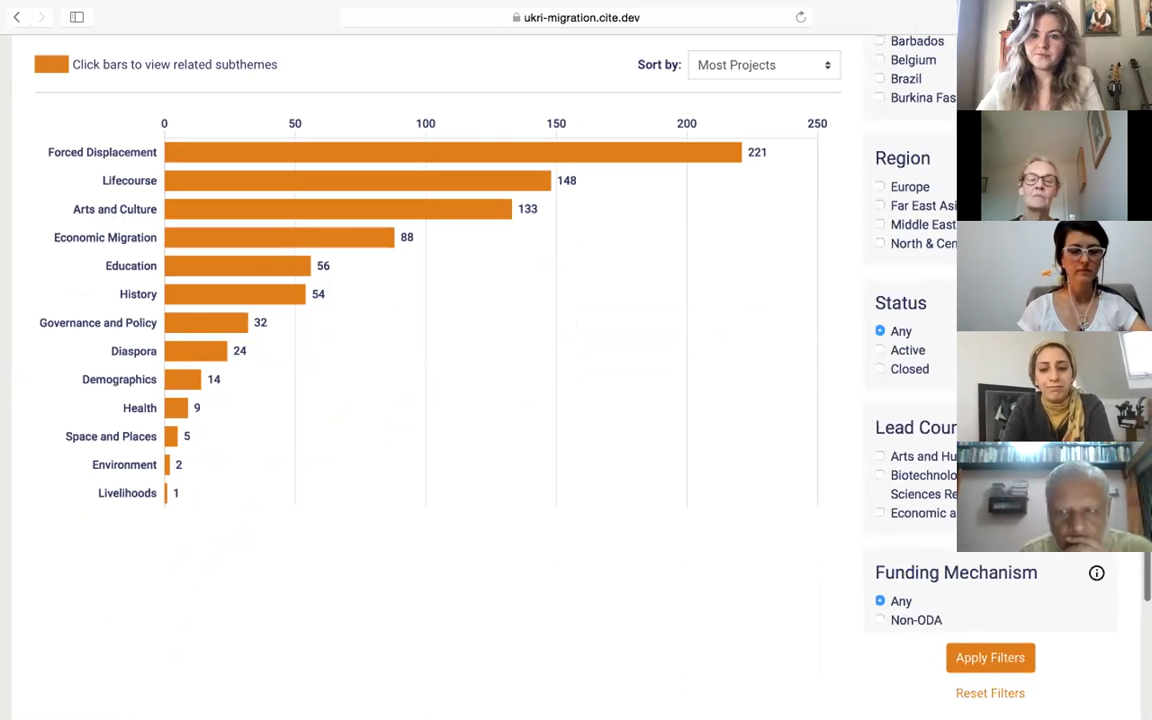 ukri-migration.cite.dev
Click bars to view related subthemes
Sort by:
Most Projects
0 50 100 150 200 250
Forced Displacement 221
Lifecourse 148
Arts and Culture 133
Economic Migration 88
Education 56
History 54
Governance and Policy 32
Diaspora 24
Demographics 14
Health 9
Space and Places 5
Environment 2
Livelihoods 1
Barbados
Belgium
Brazil
Burkina Fas
Region
Europe
Far East Asi
Middle East
North & Cen
Status
Any
Active
Closed
Lead Coun
Arts and Hu
Biotechnolo
Sciences Re
Economic a
Funding Mechanism
Any
Non-ODA
Apply Filters
Reset Filters